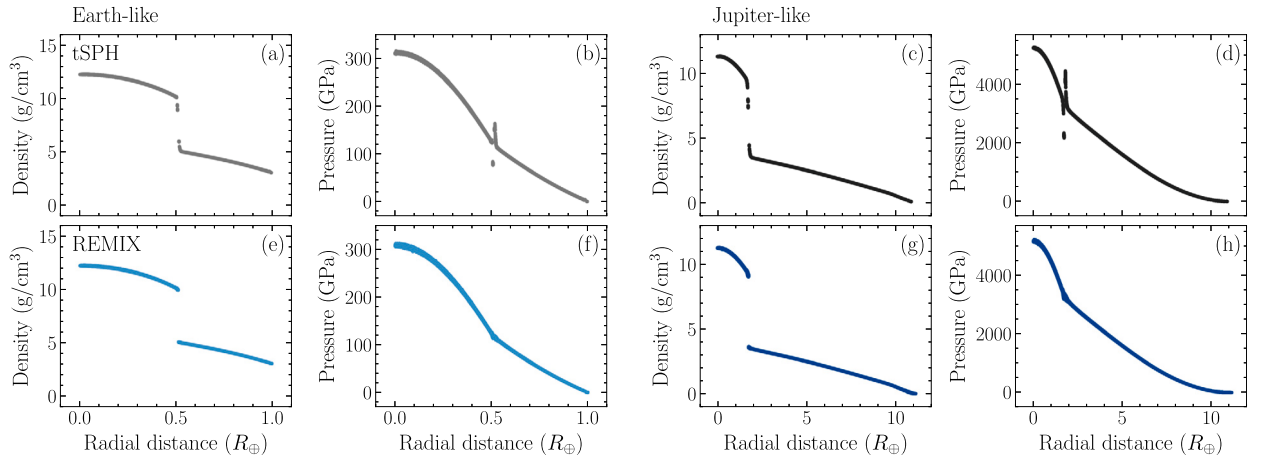 Earth-like
Jupiter-like
tSPH
(a)
(b)
(c)
(d)
Density (g/cm³)
15
10
5
0
Pressure (GPa)
300
200
100
0
Density (g/cm³)
10
5
0
Pressure (GPa)
4000
2000
0
REMIX
(e)
(f)
(g)
(h)
Density (g/cm³)
15
10
5
0
Pressure (GPa)
300
200
100
0
Density (g/cm³)
10
5
0
Pressure (GPa)
4000
2000
0
0.0 0.5 1.0
0.0 0.5 1.0
0 5 10
0 5 10
Radial distance (R⊕)
Radial distance (R⊕)
Radial distance (R⊕)
Radial distance (R⊕)